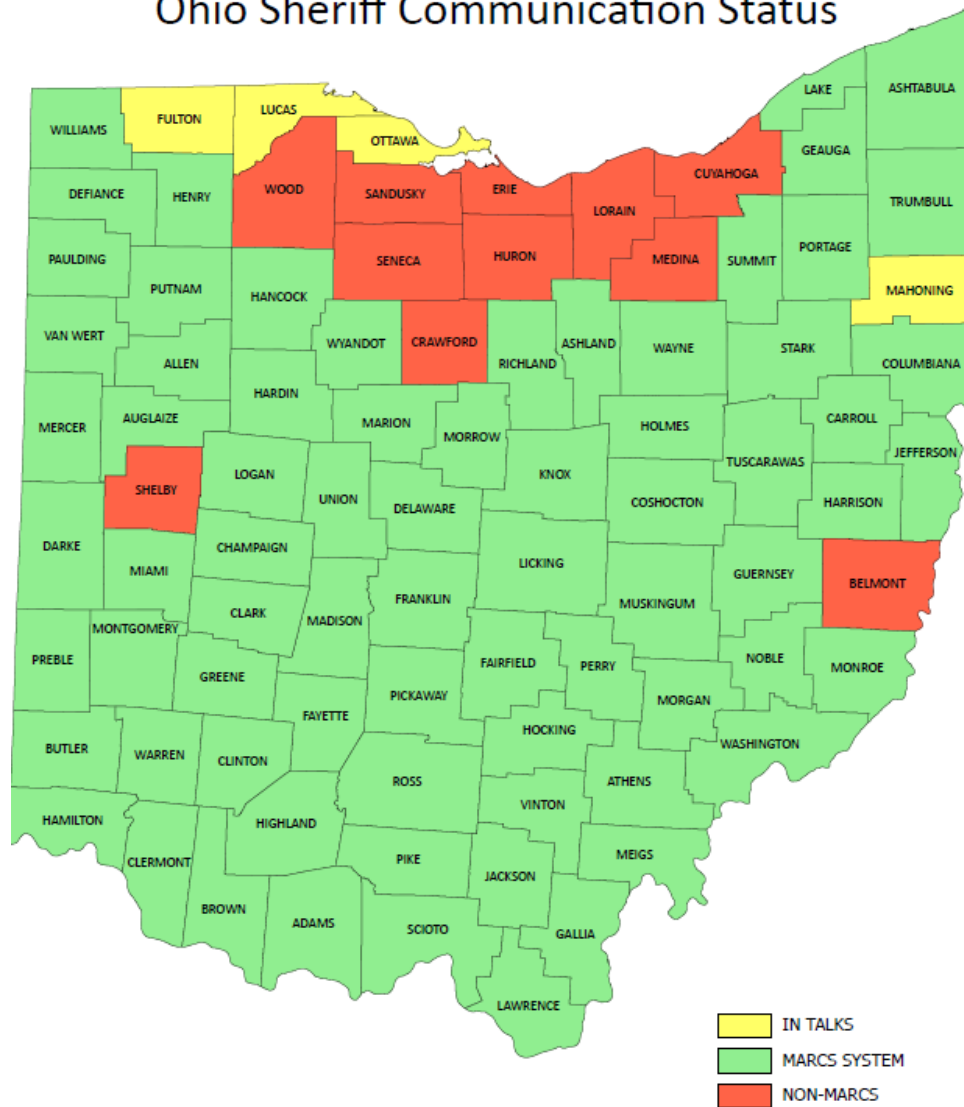 Ohio Sheriff Communication Status
LAKE
ASHTABULA
LUCAS
FULTON
WILLIAMS
OTTAWA
GEAUGA
CUYAHOGA
WOOD
SANDUSKY
ERIE
DEFIANCE
HENRY
TRUMBULL
LORAIN
PORTAGE
SENECA
HURON
MEDINA
SUMMIT
PAULDING
PUTNAM
MAHONING
HANCOCK
VAN WERT
WYANDOT
CRAWFORD
ASHLAND
WAYNE
STARK
RICHLAND
ALLEN
COLUMBIANA
HARDIN
AUGLAIZE
MARION
CARROLL
MERCER
HOLMES
MORROW
JEFFERSON
TUSCARAWAS
LOGAN
KNOX
SHELBY
UNION
COSHOCTON
HARRISON
DELAWARE
DARKE
CHAMPAIGN
LICKING
MIAMI
GUERNSEY
BELMONT
FRANKLIN
MUSKINGUM
CLARK
MADISON
MONTGOMERY
PREBLE
FAIRFIELD
PERRY
NOBLE
MONROE
GREENE
PICKAWAY
MORGAN
FAYETTE
HOCKING
BUTLER
WARREN
CLINTON
WASHINGTON
ROSS
ATHENS
VINTON
HAMILTON
HIGHLAND
CLERMONT
PIKE
MEIGS
JACKSON
BROWN
ADAMS
SCIOTO
GALLIA
LAWRENCE
IN TALKS
MARCS SYSTEM
NON-MARCS